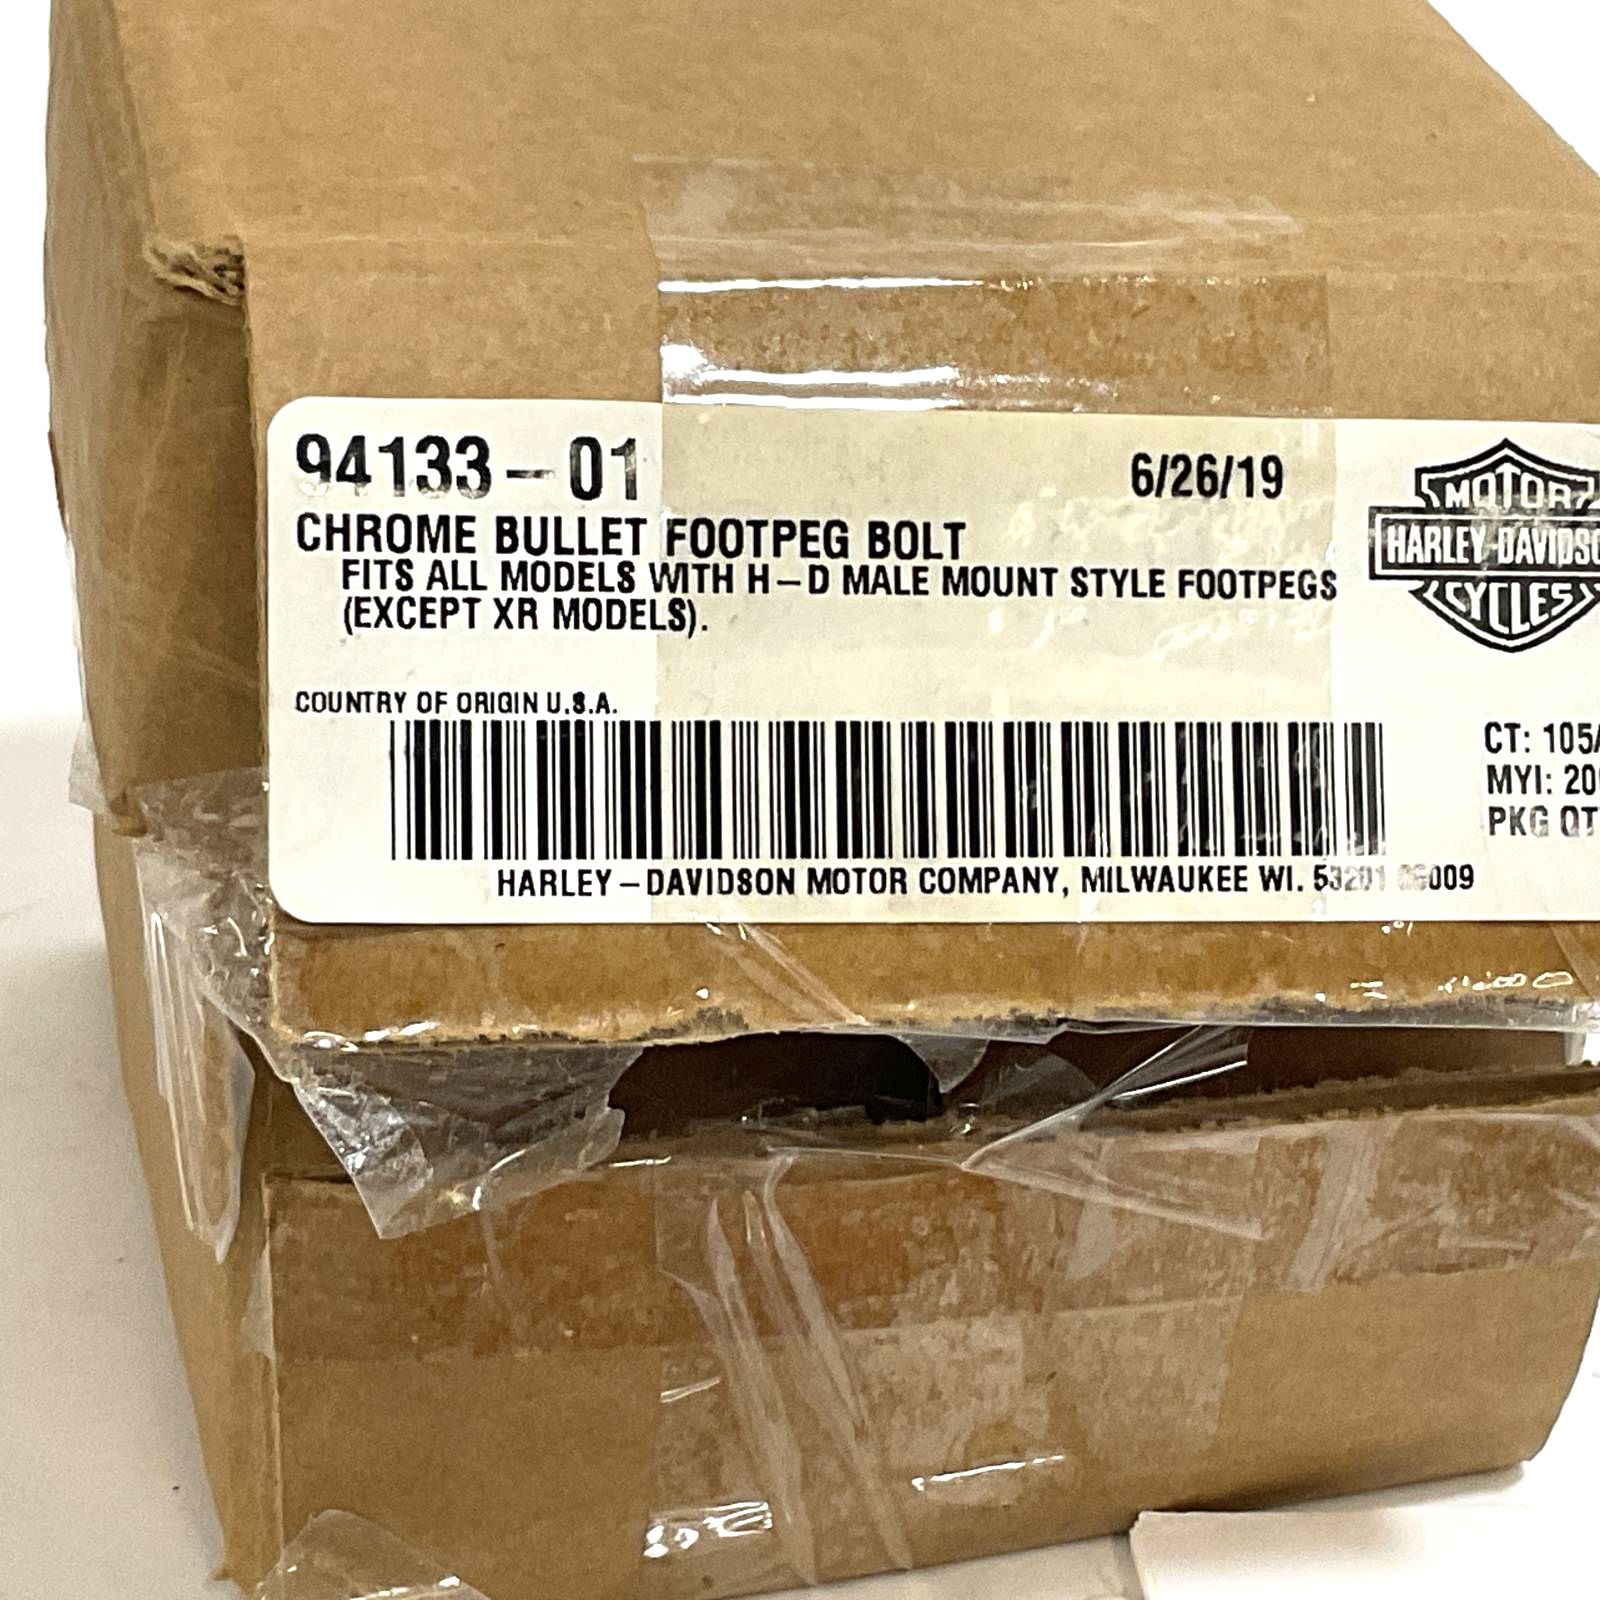 94133-01
6/26/19
CHROME BULLET FOOTPEG BOLT
FITS ALL MODELS WITH H-D MALE MOUNT STYLE FOOTPEGS
(EXCEPT XR MODELS).
MOTOR
HARLEY-DAVIDSO
CYCLES
COUNTRY OF ORIGIN U.S.A.
CT: 105/
MYI: 20
PKG QT
HARLEY-DAVIDSON MOTOR COMPANY, MILWAUKEE WI. 53201